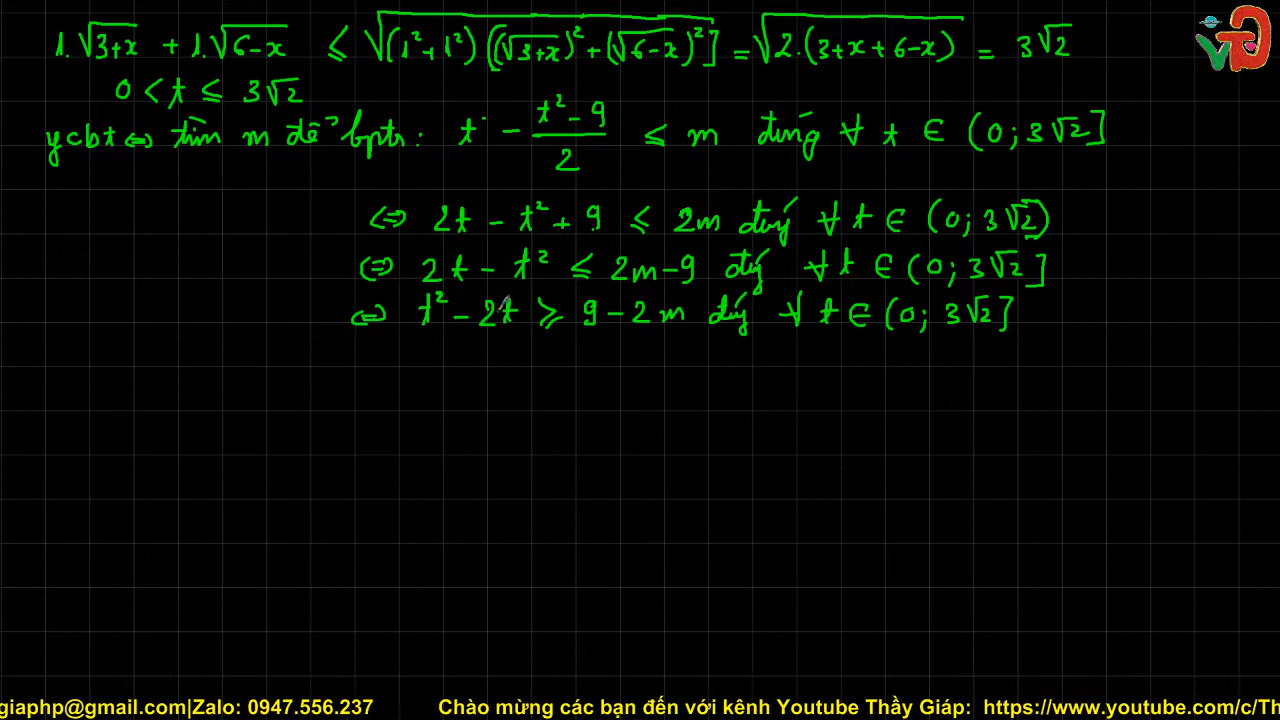 1.√(3+x) + 1.√(6-x) ≤ √((1²+1²)((√(3+x))²+(√(6-x))²]) = √(2.(3+x+6-x)) = 3√2
0 < t ≤ 3√2
ycbt ⇔ tìm m để bptr: t - (t²-9)/2 ≤ m đúng ∀ t ∈ (0; 3√2]
⇔ 2t - t² + 9 ≤ 2m đúng ∀ t ∈ (0; 3√2)
⇔ 2t - t² ≤ 2m-9 đúg ∀ t ∈ (0; 3√2]
⇔ t² - 2t ≥ 9 - 2m đúg ∀ t ∈ (0; 3√2]
giaphp@gmail.com|Zalo: 0947.556.237 Chào mừng các bạn đến với kênh Youtube Thầy Giáp: https://www.youtube.com/c/Th